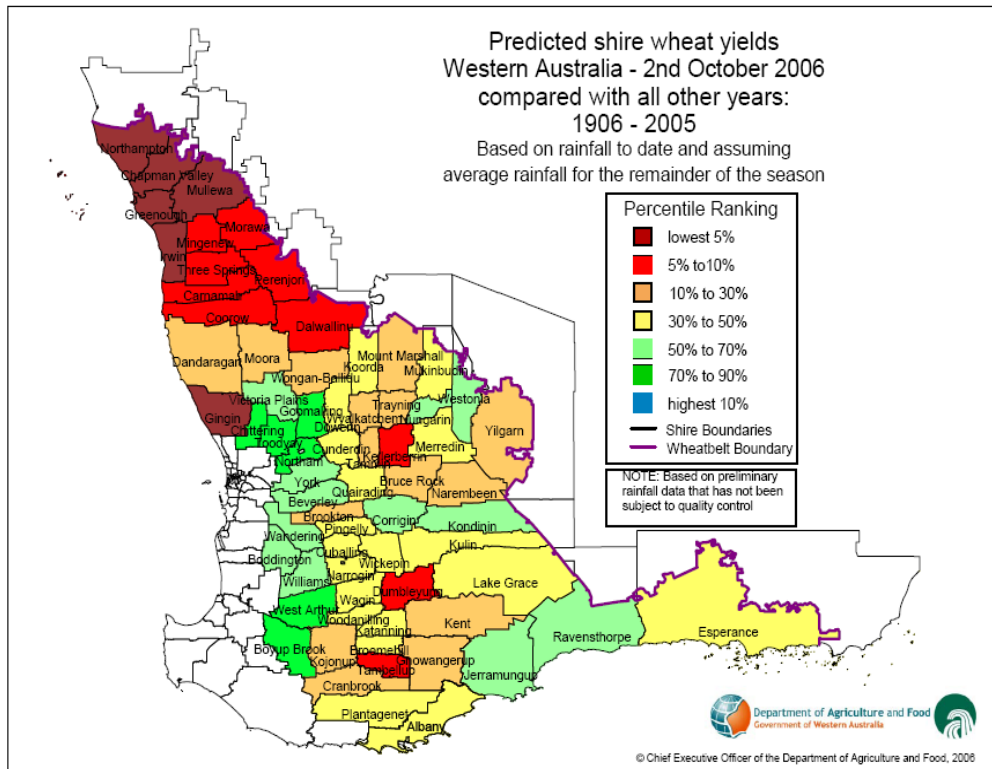 Predicted shire wheat yields
Western Australia - 2nd October 2006
compared with all other years:
1906 - 2005
Based on rainfall to date and assuming
average rainfall for the remainder of the season
Percentile Ranking
lowest 5%
5% to10%
10% to 30%
30% to 50%
50% to 70%
70% to 90%
highest 10%
Shire Boundaries
Wheatbelt Boundary
NOTE: Based on preliminary
rainfall data that has not been
subject to quality control
Northampton
Chapman Valley
Mullewa
Greenough
Morawa
Mingenew
Irwin
Three Springs
Perenjori
Carnamah
Coorow
Dalwallinu
Dandaragan
Moora
Wongan-Ballidu
Koorda
Mount Marshall
Mukinbudin
Westonia
Victoria Plains
Goomalling
Dowerin
Wyalkatchem
Trayning
Nungarin
Yilgarn
Gingin
Chittering
Toodyay
Cunderdin
Kellerberrin
Merredin
Northam
Tammin
York
Quairading
Bruce Rock
Narembeen
Beverley
Brookton
Corrigin
Kondinin
Pingelly
Wandering
Cuballing
Kulin
Wickepin
Boddington
Narrogin
Lake Grace
Williams
Dumbleyung
Wagin
West Arthur
Woodanilling
Katanning
Kent
Ravensthorpe
Esperance
Boyup Brook
Kojonup
Broomehill
Gnowangerup
Tambellup
Jerramungup
Cranbrook
Plantagenet
Albany
Department of Agriculture and Food
Government of Western Australia
© Chief Executive Officer of the Department of Agriculture and Food, 2006